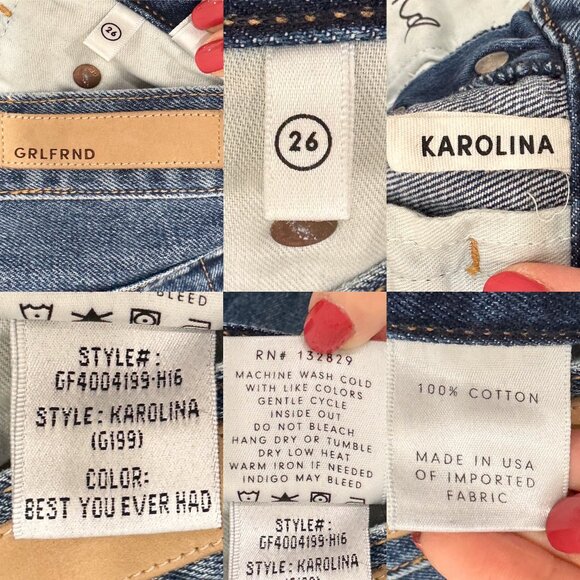 26
GRLFRND
26
KAROLINA
BLEED
STYLE#:
GF4004199-H16
STYLE: KAROLINA
(G199)
COLOR:
BEST YOU EVER HAD
RN# 132829
MACHINE WASH COLD
WITH LIKE COLORS
GENTLE CYCLE
INSIDE OUT
DO NOT BLEACH
HANG DRY OR TUMBLE
DRY LOW HEAT
WARM IRON IF NEEDED
INDIGO MAY BLEED
STYLE#:
GF4004199-H16
STYLE: KAROLINA
100% COTTON
MADE IN USA
OF IMPORTED
FABRIC